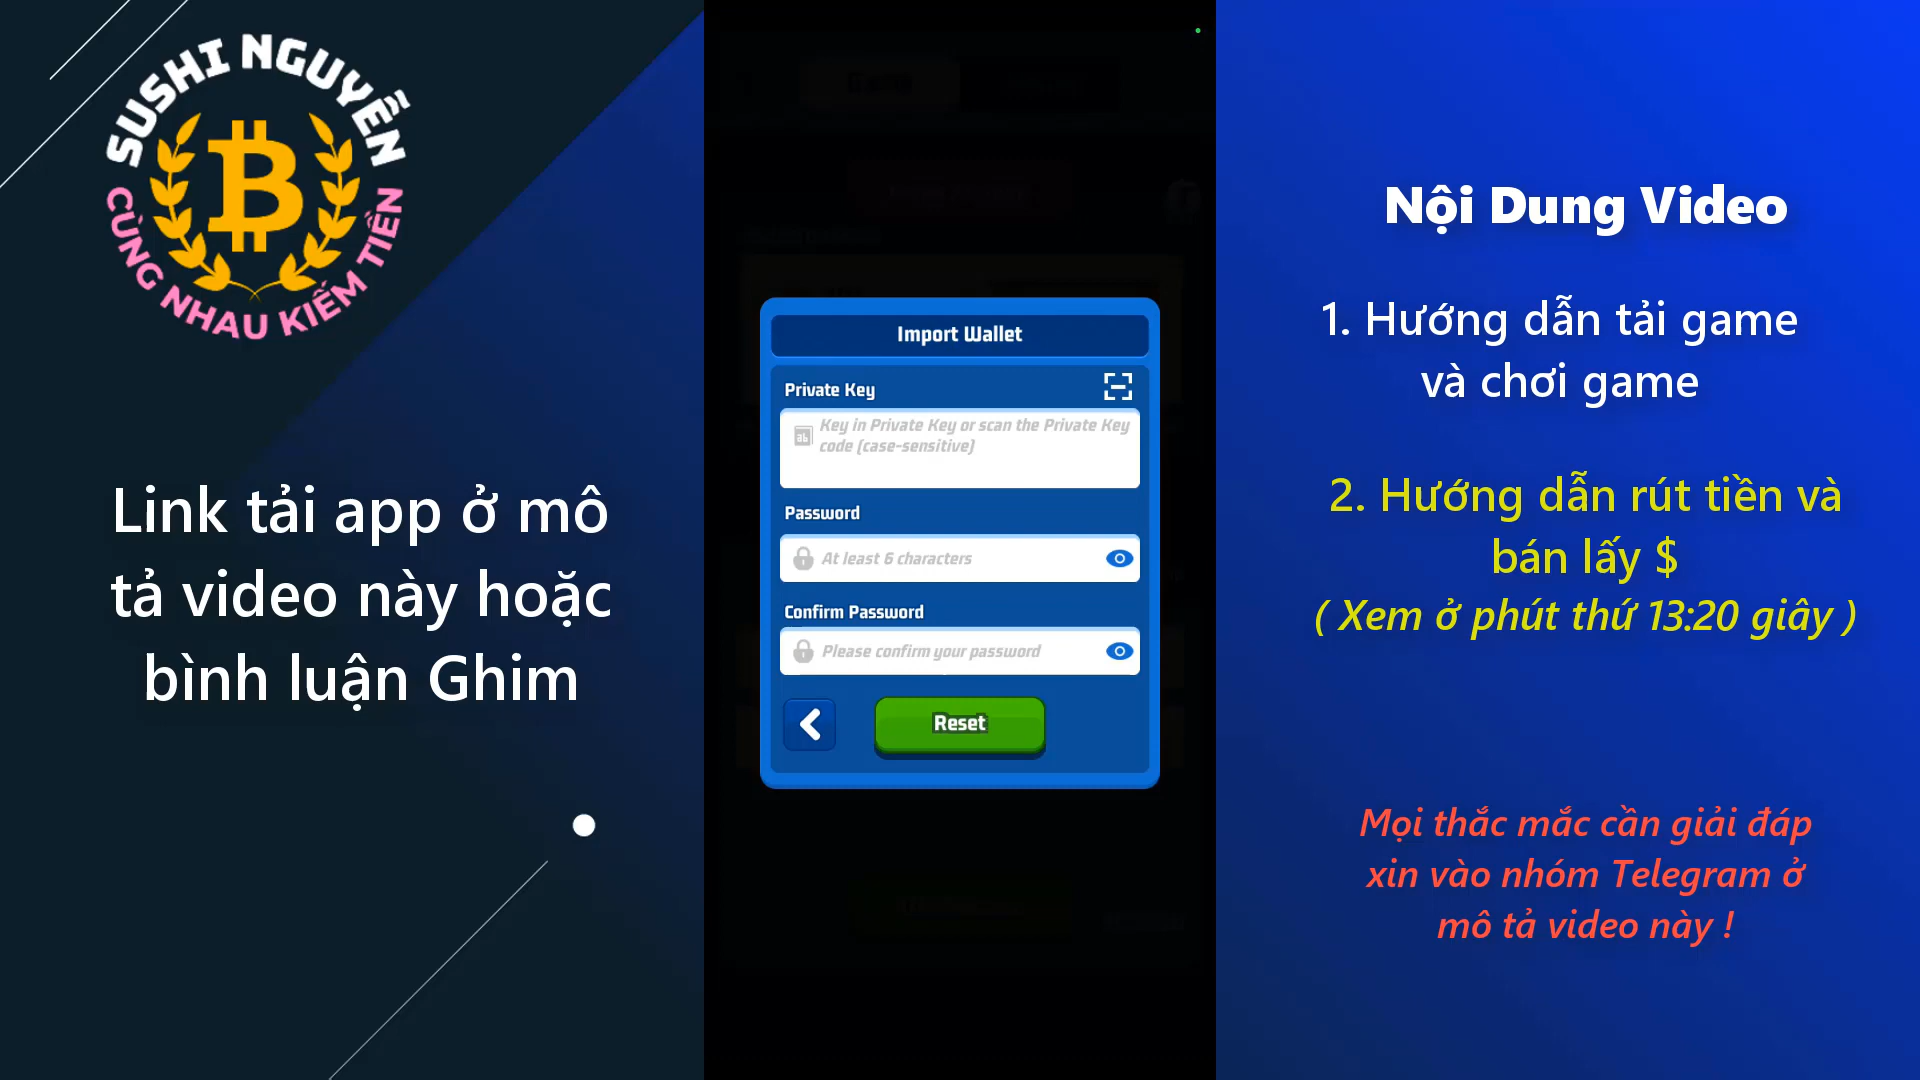 SUSHI NGUYỄN
CÙNG NHAU KIẾM TIỀN
Link tải app ở mô
tả video này hoặc
bình luận Ghim
Import Wallet
Private Key
Key in Private Key or scan the Private Key
code (case-sensitive)
Password
At least 6 characters
Confirm Password
Please confirm your password
Reset
Nội Dung Video
1. Hướng dẫn tải game
và chơi game
2. Hướng dẫn rút tiền và
bán lấy $
( Xem ở phút thứ 13:20 giây )
Mọi thắc mắc cần giải đáp
xin vào nhóm Telegram ở
mô tả video này !